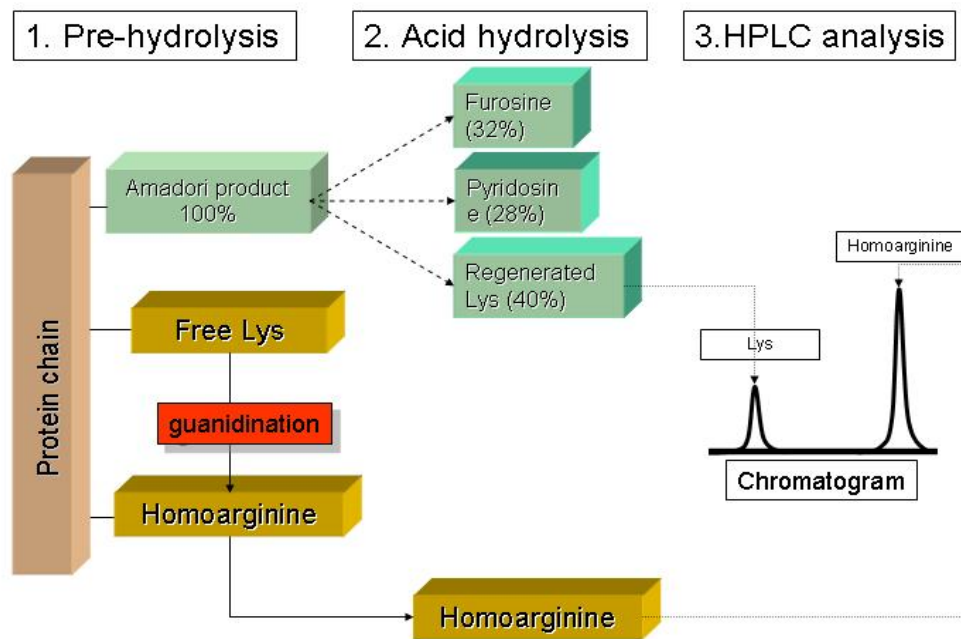 1. Pre-hydrolysis
2. Acid hydrolysis
3.HPLC analysis
Furosine
(32%)
Amadori product
100%
Pyridosin
e (28%)
Regenerated
Lys (40%)
Homoarginine
Free Lys
Lys
Protein chain
guanidination
Chromatogram
Homoarginine
Homoarginine